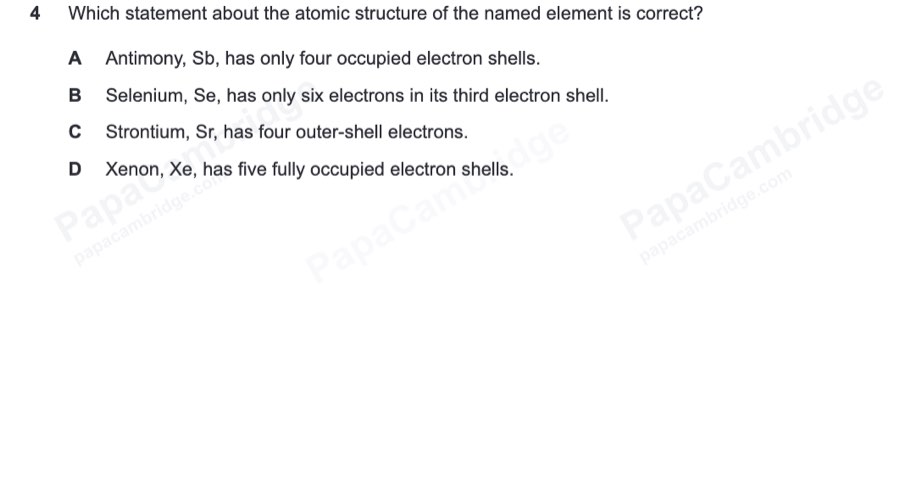 4 Which statement about the atomic structure of the named element is correct?
A Antimony, Sb, has only four occupied electron shells.
B Selenium, Se, has only six electrons in its third electron shell.
C Strontium, Sr, has four outer-shell electrons.
D Xenon, Xe, has five fully occupied electron shells.
PapaCambridge
papacambridge.com
PapaCambridge
PapaCambridge
papacambridge.com